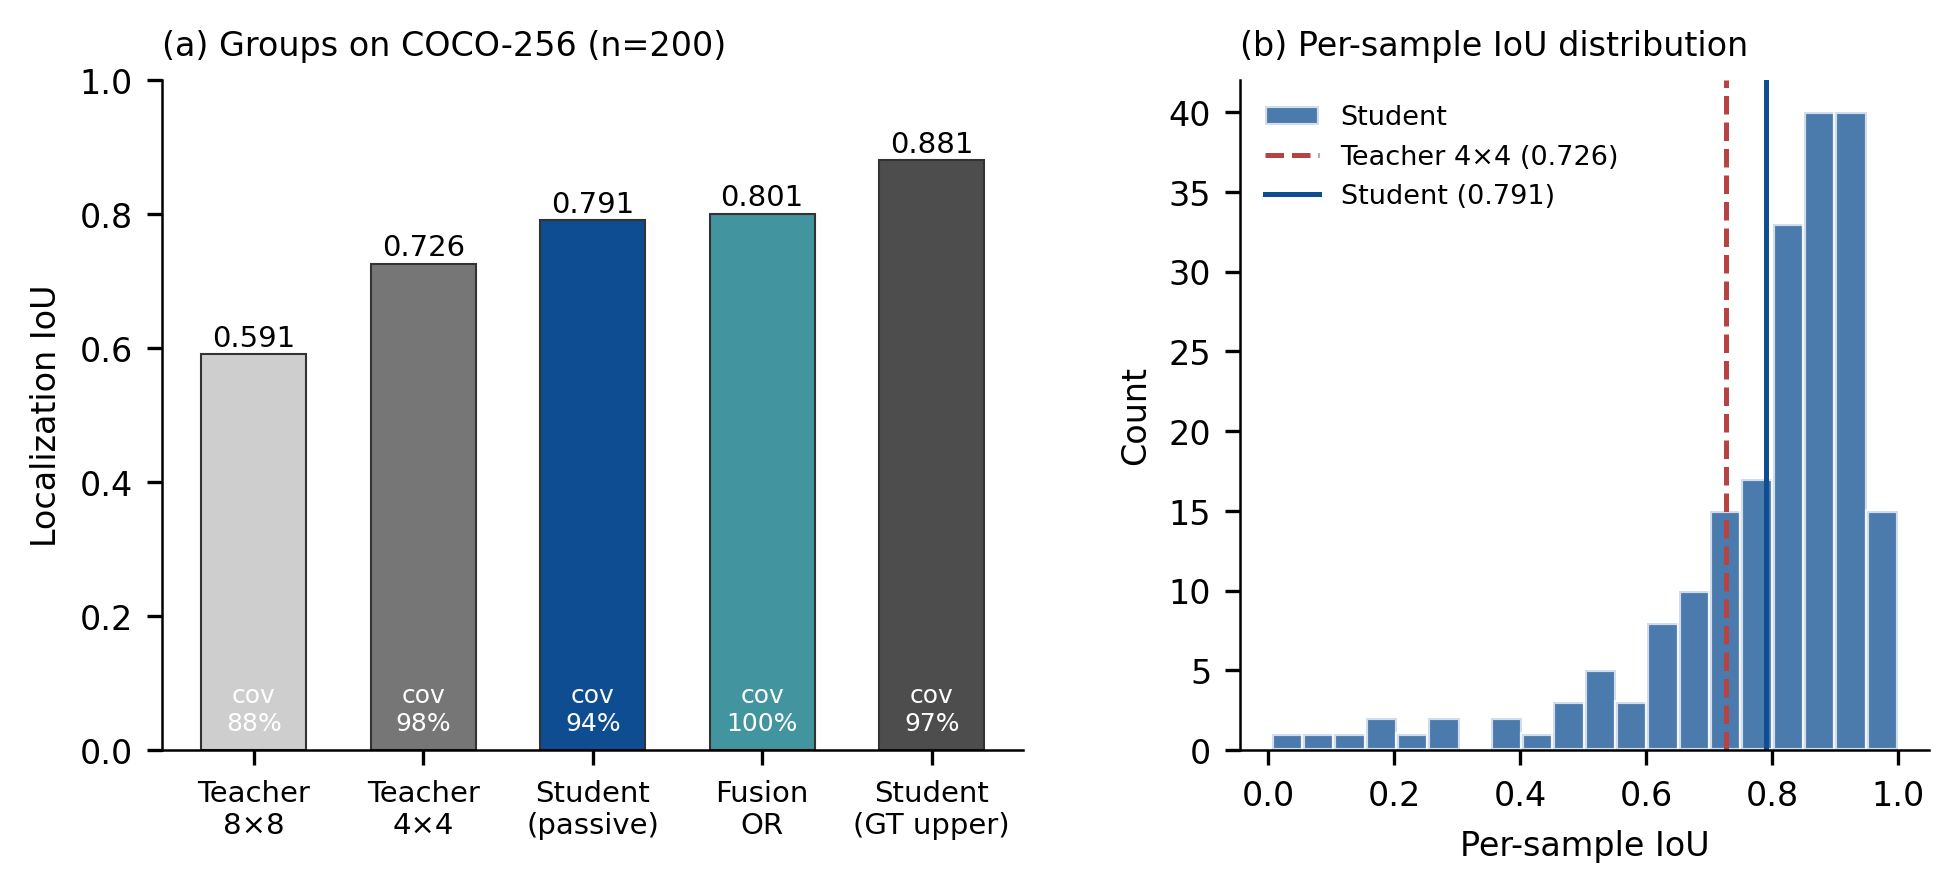 (a) Groups on COCO-256 (n=200)
Localization IoU
1.0
0.8
0.6
0.4
0.2
0.0
0.591
0.726
0.791
0.801
0.881
cov
88%
cov
98%
cov
94%
cov
100%
cov
97%
Teacher
8×8
Teacher
4×4
Student
(passive)
Fusion
OR
Student
(GT upper)
(b) Per-sample IoU distribution
Student
Teacher 4×4 (0.726)
Student (0.791)
Count
40
35
30
25
20
15
10
5
0
0.0
0.2
0.4
0.6
0.8
1.0
Per-sample IoU